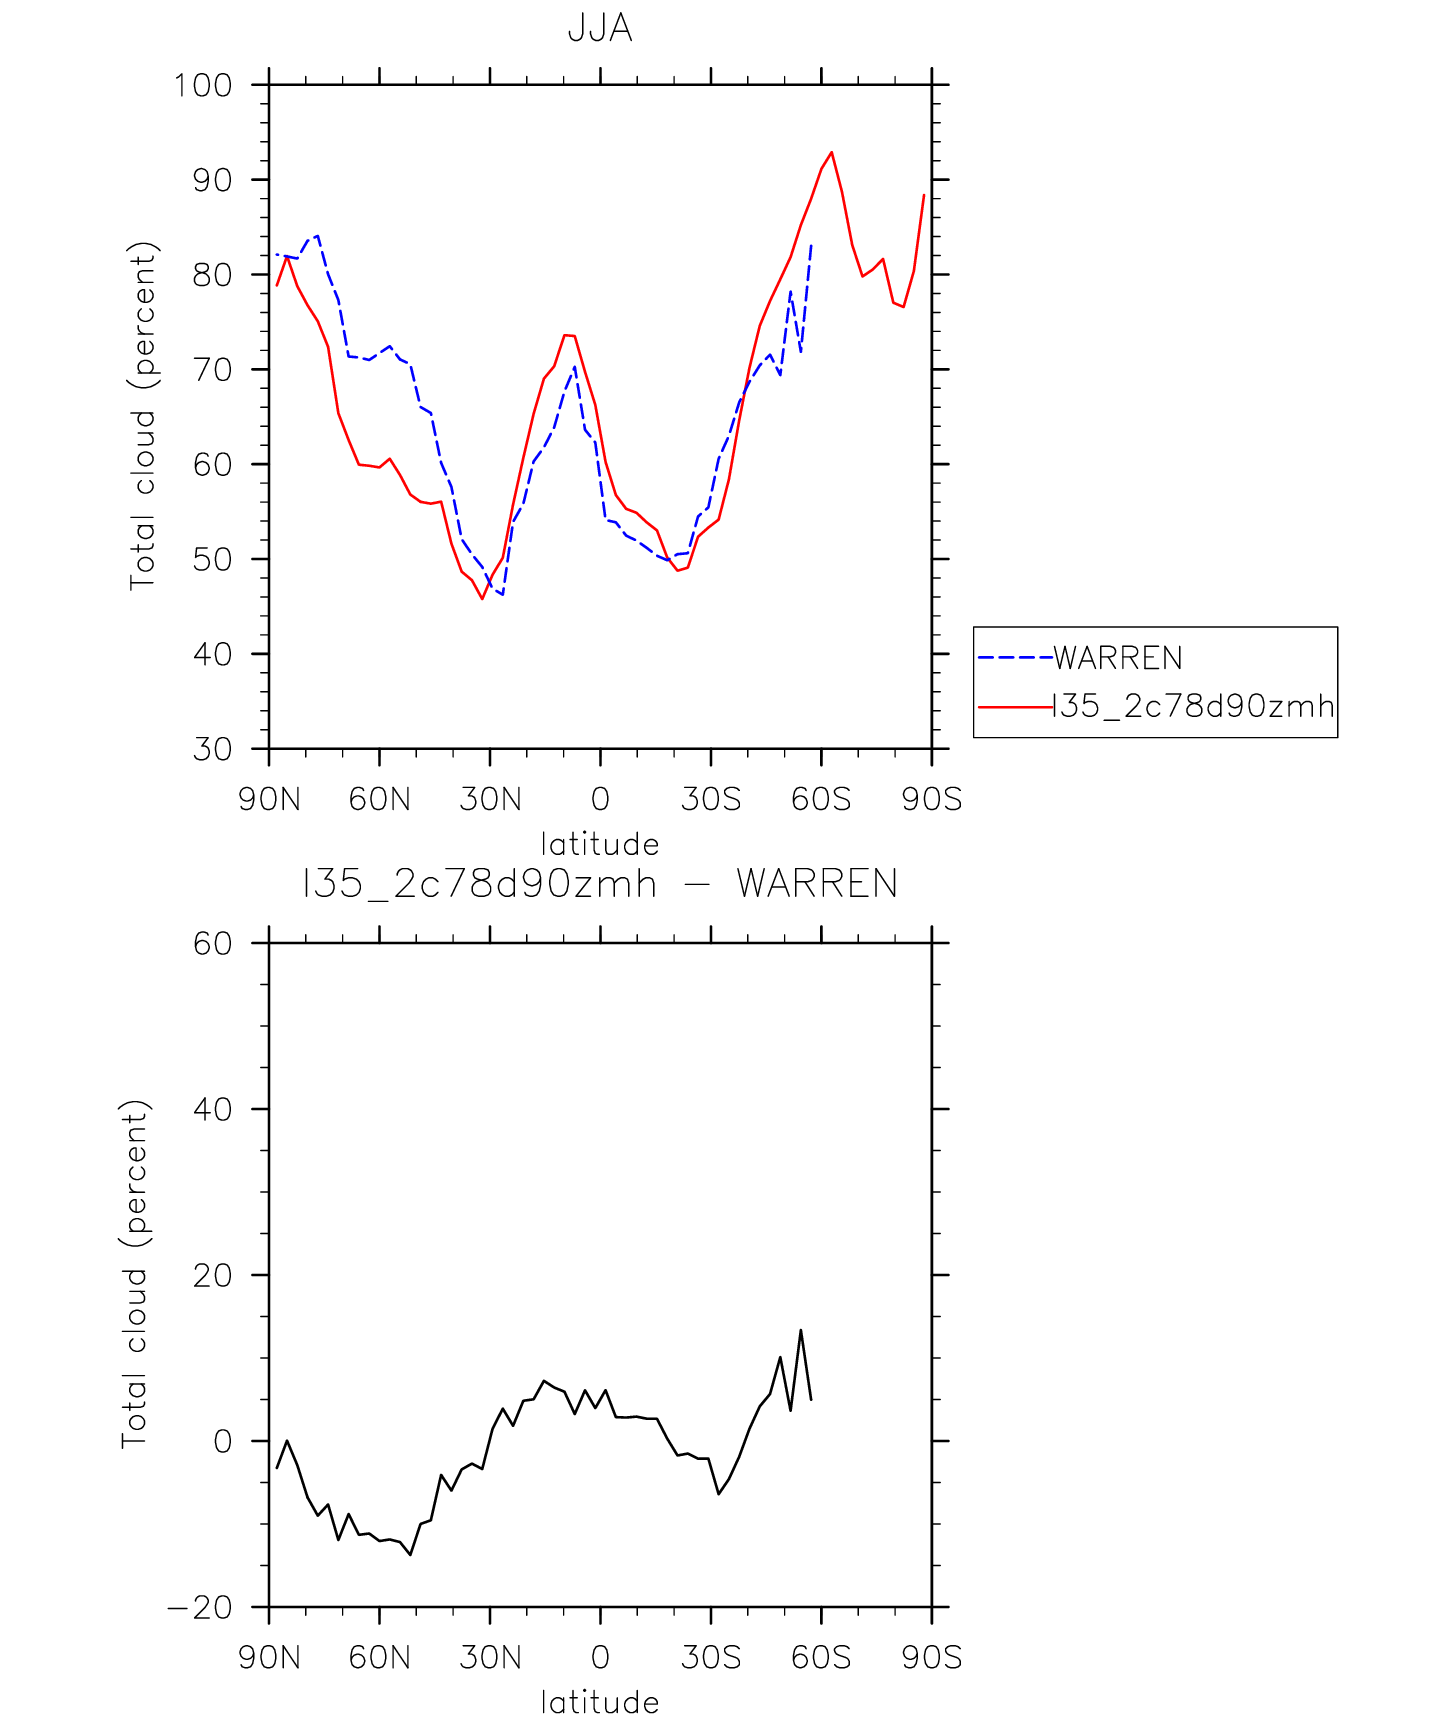 JJA
100
90
80
70
60
50
40
30
Total cloud (percent)
90N 60N 30N 0 30S 60S 90S
latitude
WARREN
I35_2c78d90zmh
I35_2c78d90zmh − WARREN
60
40
20
0
−20
Total cloud (percent)
90N 60N 30N 0 30S 60S 90S
latitude